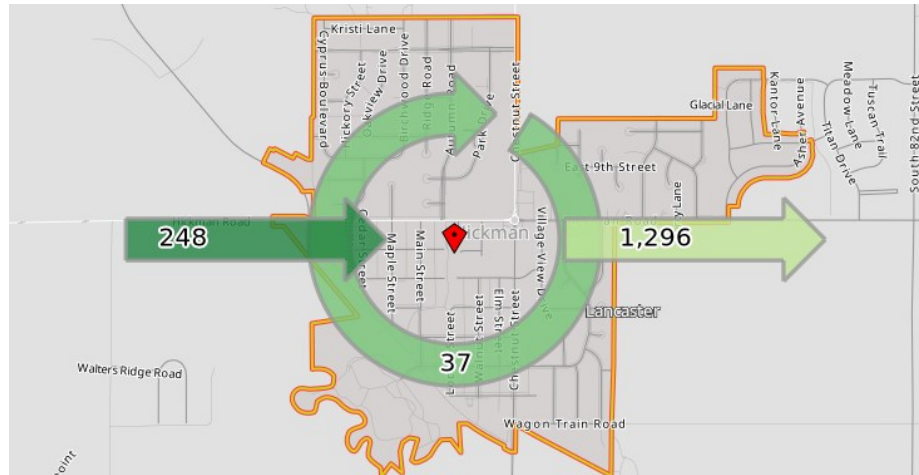 Kristi Lane
Cyprus Boulevard
Hickory Street
Oakview Drive
Birchwood Drive
Ridge Road
Autumn Road
Park Drive
Chestnut Street
Glacial Lane
Kantor Lane
Asher Avenue
Meadow Lane
Titan Drive
Tuscan Trail
South 82nd Street
East 9th Street
Hickman Road
248
Cedar Street
Maple Street
Main Street
Hickman
Village View Drive
1,296
Road
Lancaster
Elm Street
Walnut Street
Chestnut Street
Street
37
Walters Ridge Road
Wagon Train Road